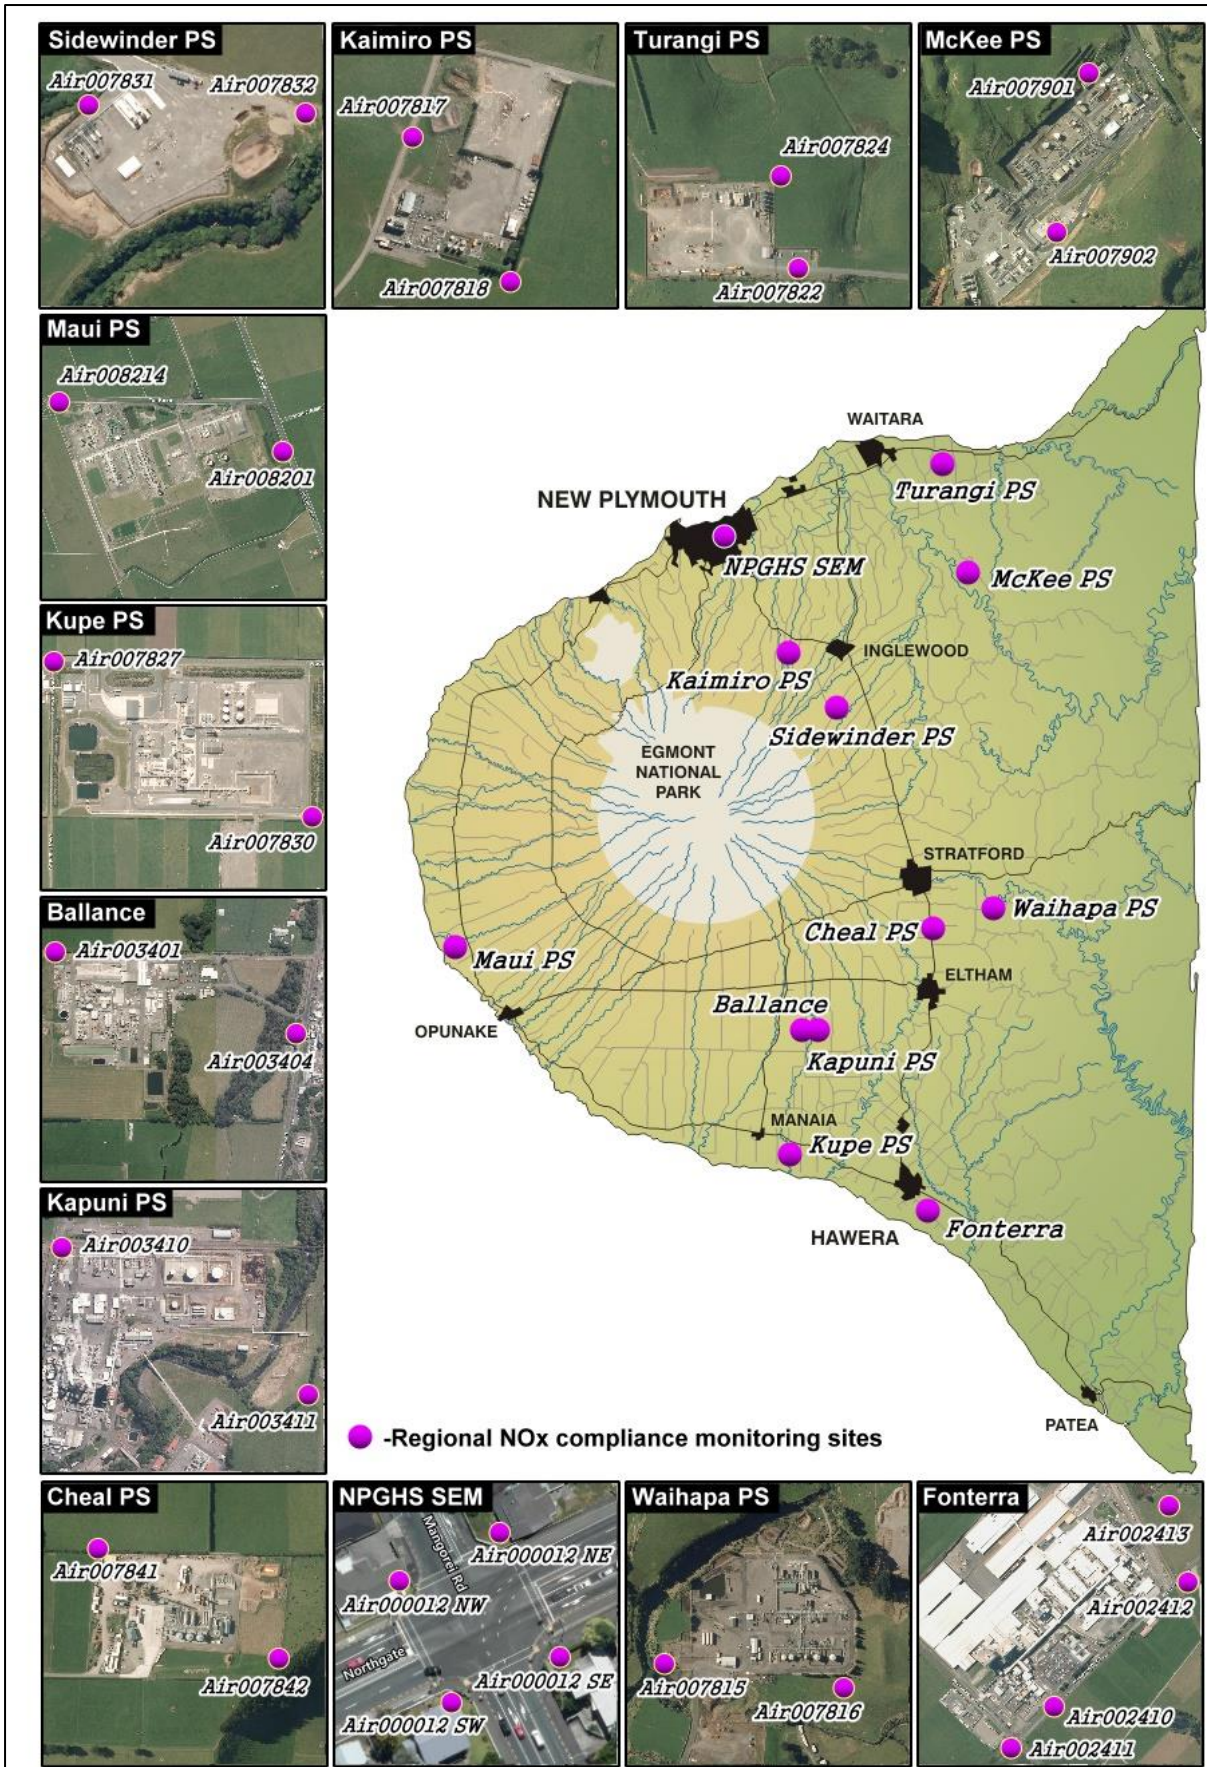 Sidewinder PS
Air007831
Air007832
Kaimiro PS
Air007817
Air007818
Turangi PS
Air007824
Air007822
McKee PS
Air007901
Air007902
Maui PS
Air008214
Air008201
Kupe PS
Air007827
Air007830
Ballance
Air003401
Air003404
Kapuni PS
Air003410
Air003411
WAITARA
Turangi PS
NEW PLYMOUTH
NPGHS SEM
McKee PS
INGLEWOOD
Kaimiro PS
Sidewinder PS
EGMONT
NATIONAL
PARK
STRATFORD
Waihapa PS
Cheal PS
Maui PS
ELTHAM
OPUNAKE
Ballance
Kapuni PS
MANAIA
Kupe PS
HAWERA
Fonterra
PATEA
-Regional NOx compliance monitoring sites
Cheal PS
Air007841
Air007842
NPGHS SEM
Mangorei Rd
Air000012 NE
Air000012 NW
Northgate
Air000012 SE
Air000012 SW
Waihapa PS
Air007815
Air007816
Fonterra
Air002413
Air002412
Air002410
Air002411